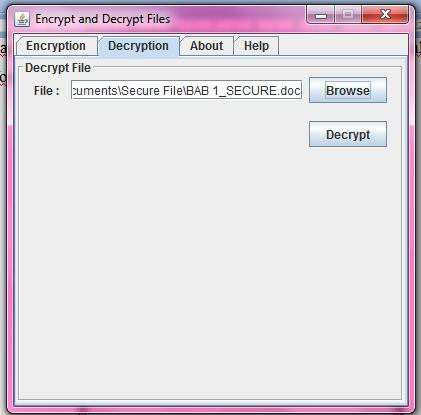 Encrypt and Decrypt Files
Encryption Decryption About Help
Decrypt File
File : cuments\Secure File\BAB 1_SECURE.doc Browse
Decrypt